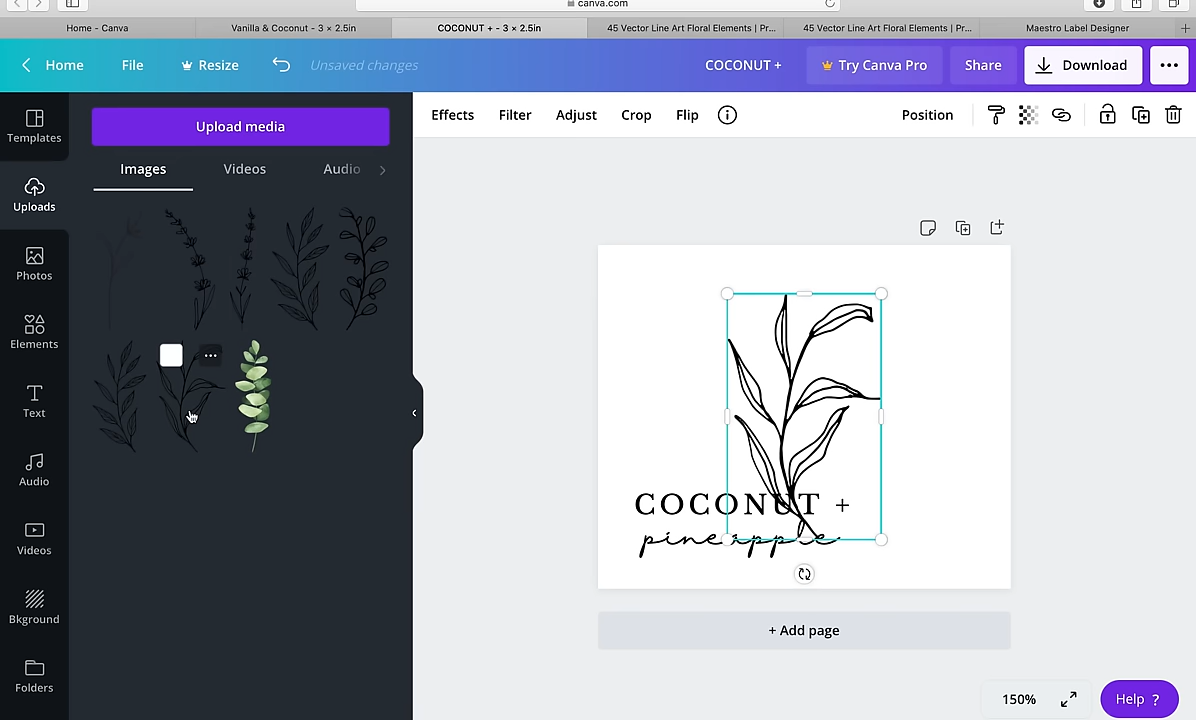 canva.com
Home - Canva
Vanilla & Coconut - 3 × 2.5in
COCONUT + - 3 × 2.5in
45 Vector Line Art Floral Elements | Pr...
45 Vector Line Art Floral Elements | Pr...
Maestro Label Designer
Home
File
Resize
Unsaved changes
COCONUT +
Try Canva Pro
Share
Download
Templates
Uploads
Photos
Elements
Text
Audio
Videos
Bkground
Folders
Upload media
Images
Videos
Audio
Effects
Filter
Adjust
Crop
Flip
Position
COCONUT +
pineapple
+ Add page
150%
Help ?